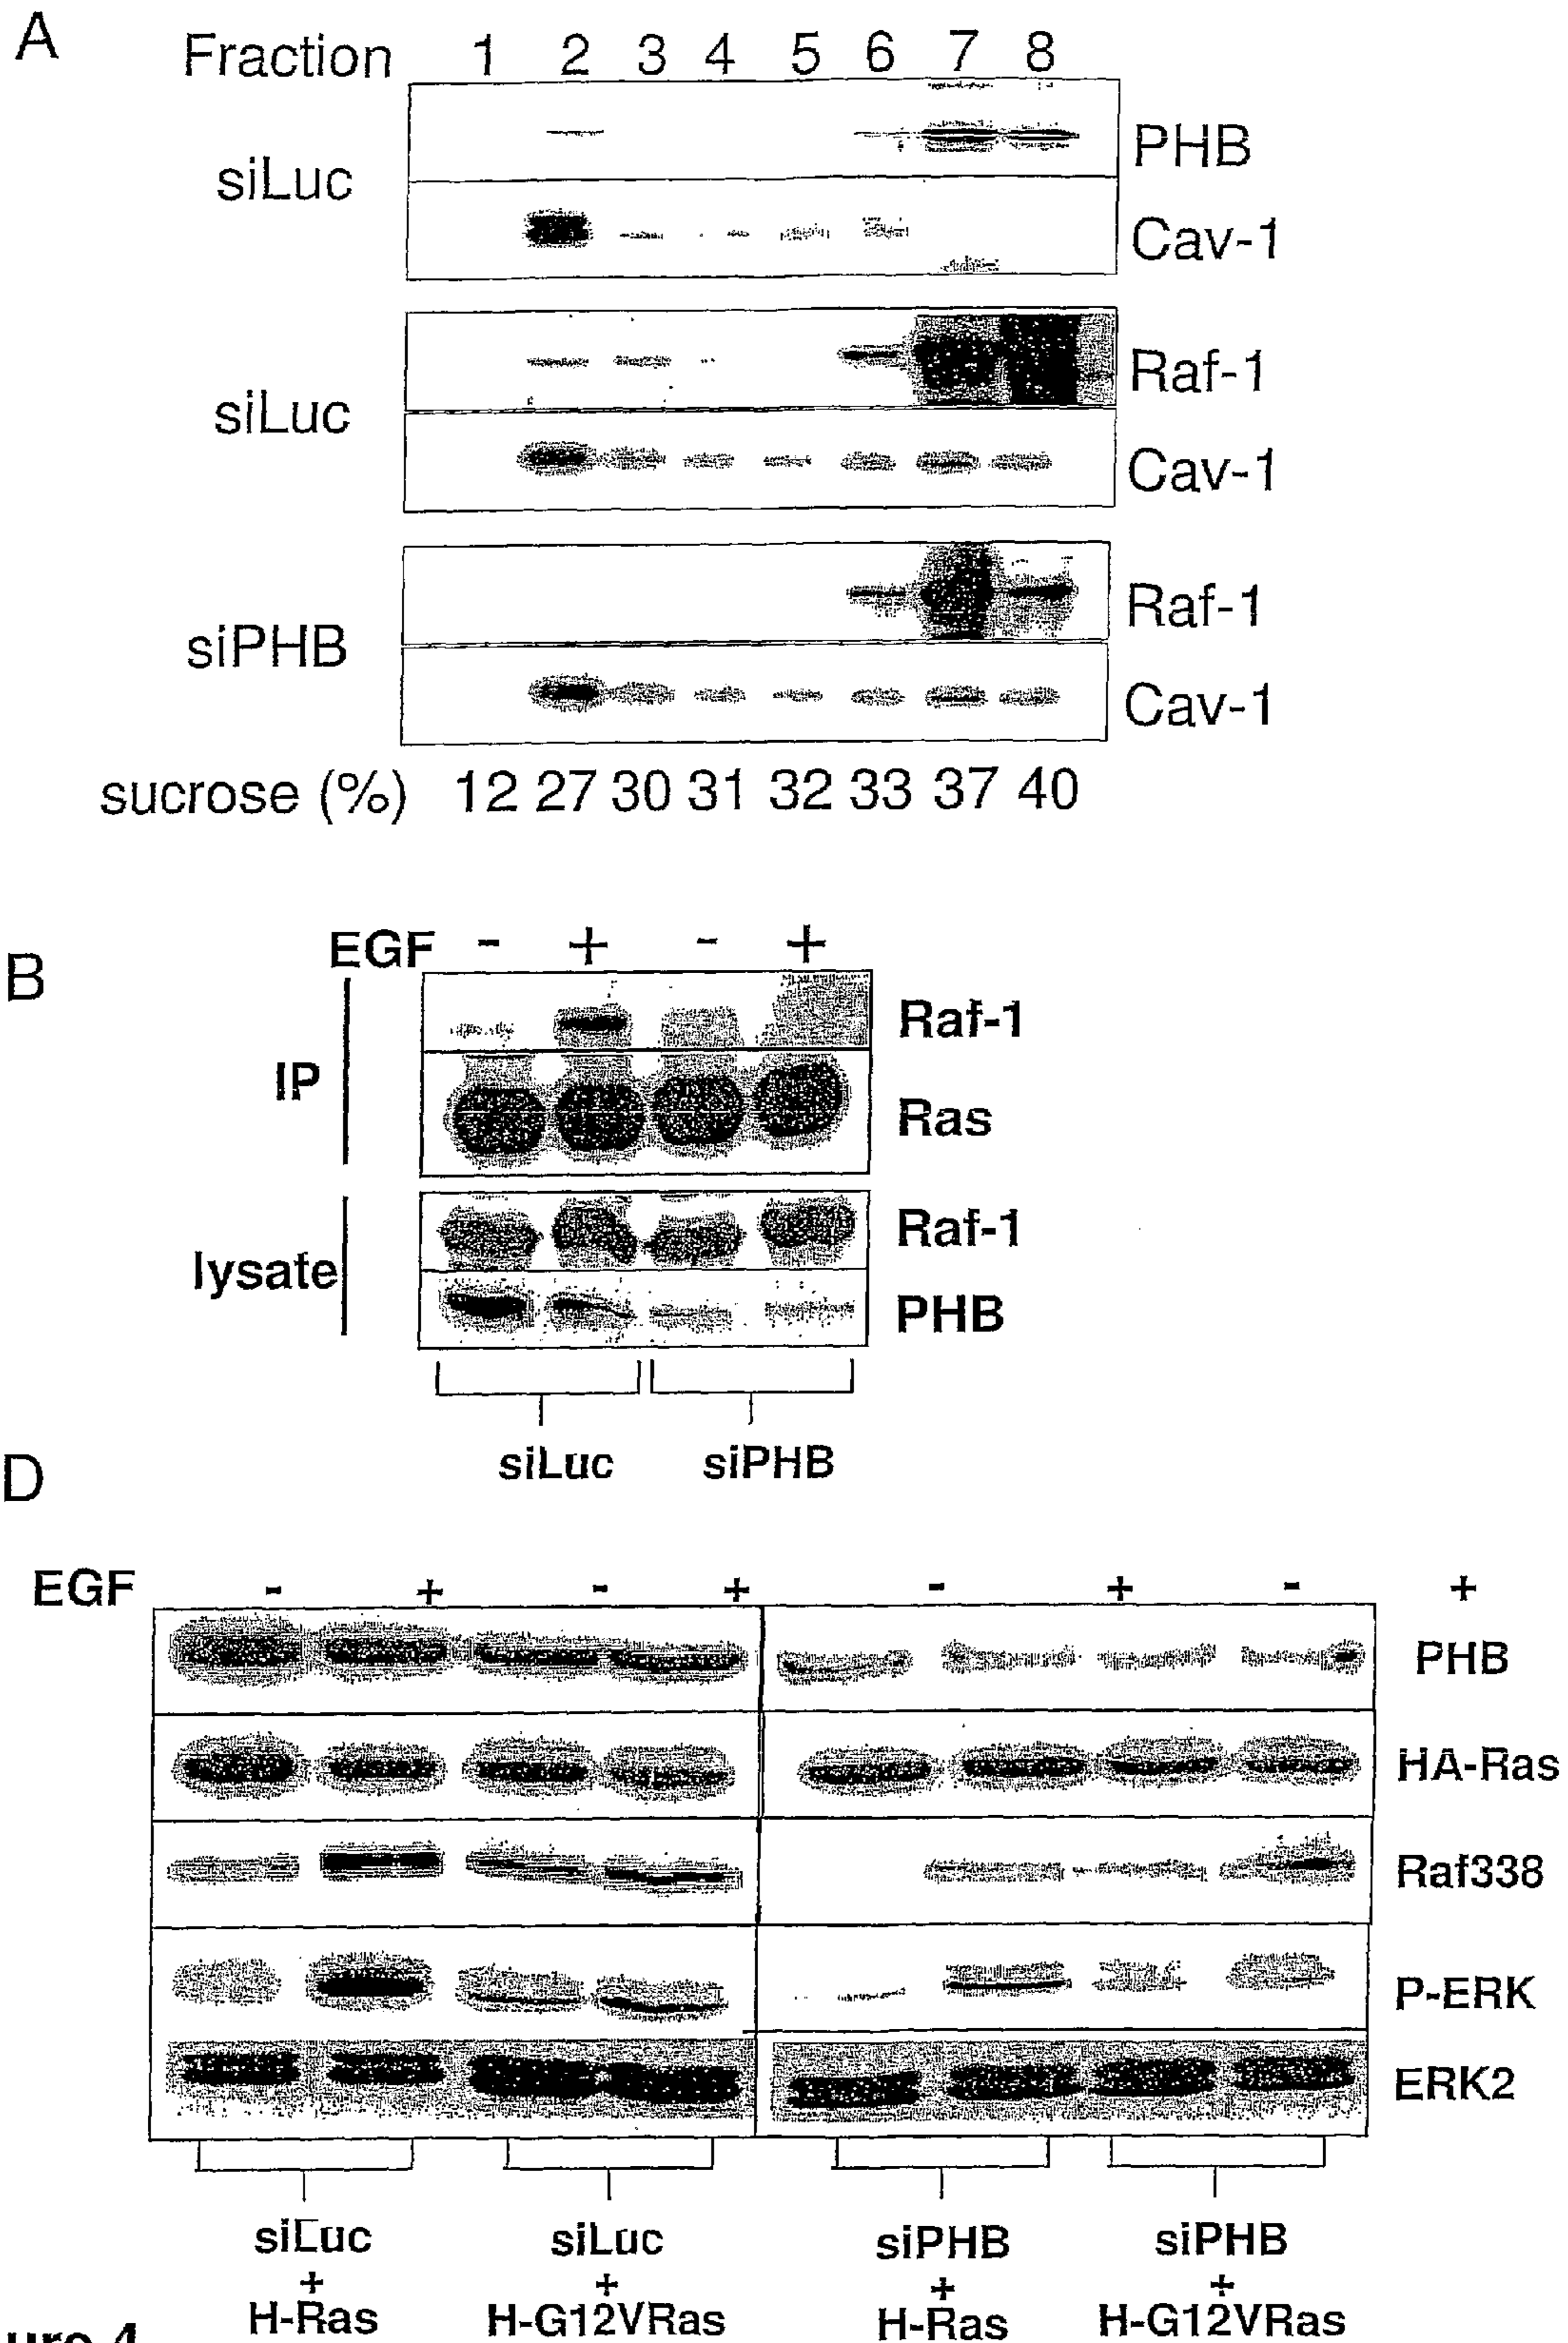 A
Fraction 1 2 3 4 5 6 7 8
siLuc
PHB
Cav-1
siLuc
Raf-1
Cav-1
siPHB
Raf-1
Cav-1
sucrose (%) 12 27 30 31 32 33 37 40
B
EGF - + - +
IP
Raf-1
Ras
lysate
Raf-1
PHB
siLuc siPHB
D
EGF - + - + - + - +
PHB
HA-Ras
Raf338
P-ERK
ERK2
siLuc siLuc siPHB siPHB
+ + + +
H-Ras H-G12VRas H-Ras H-G12VRas